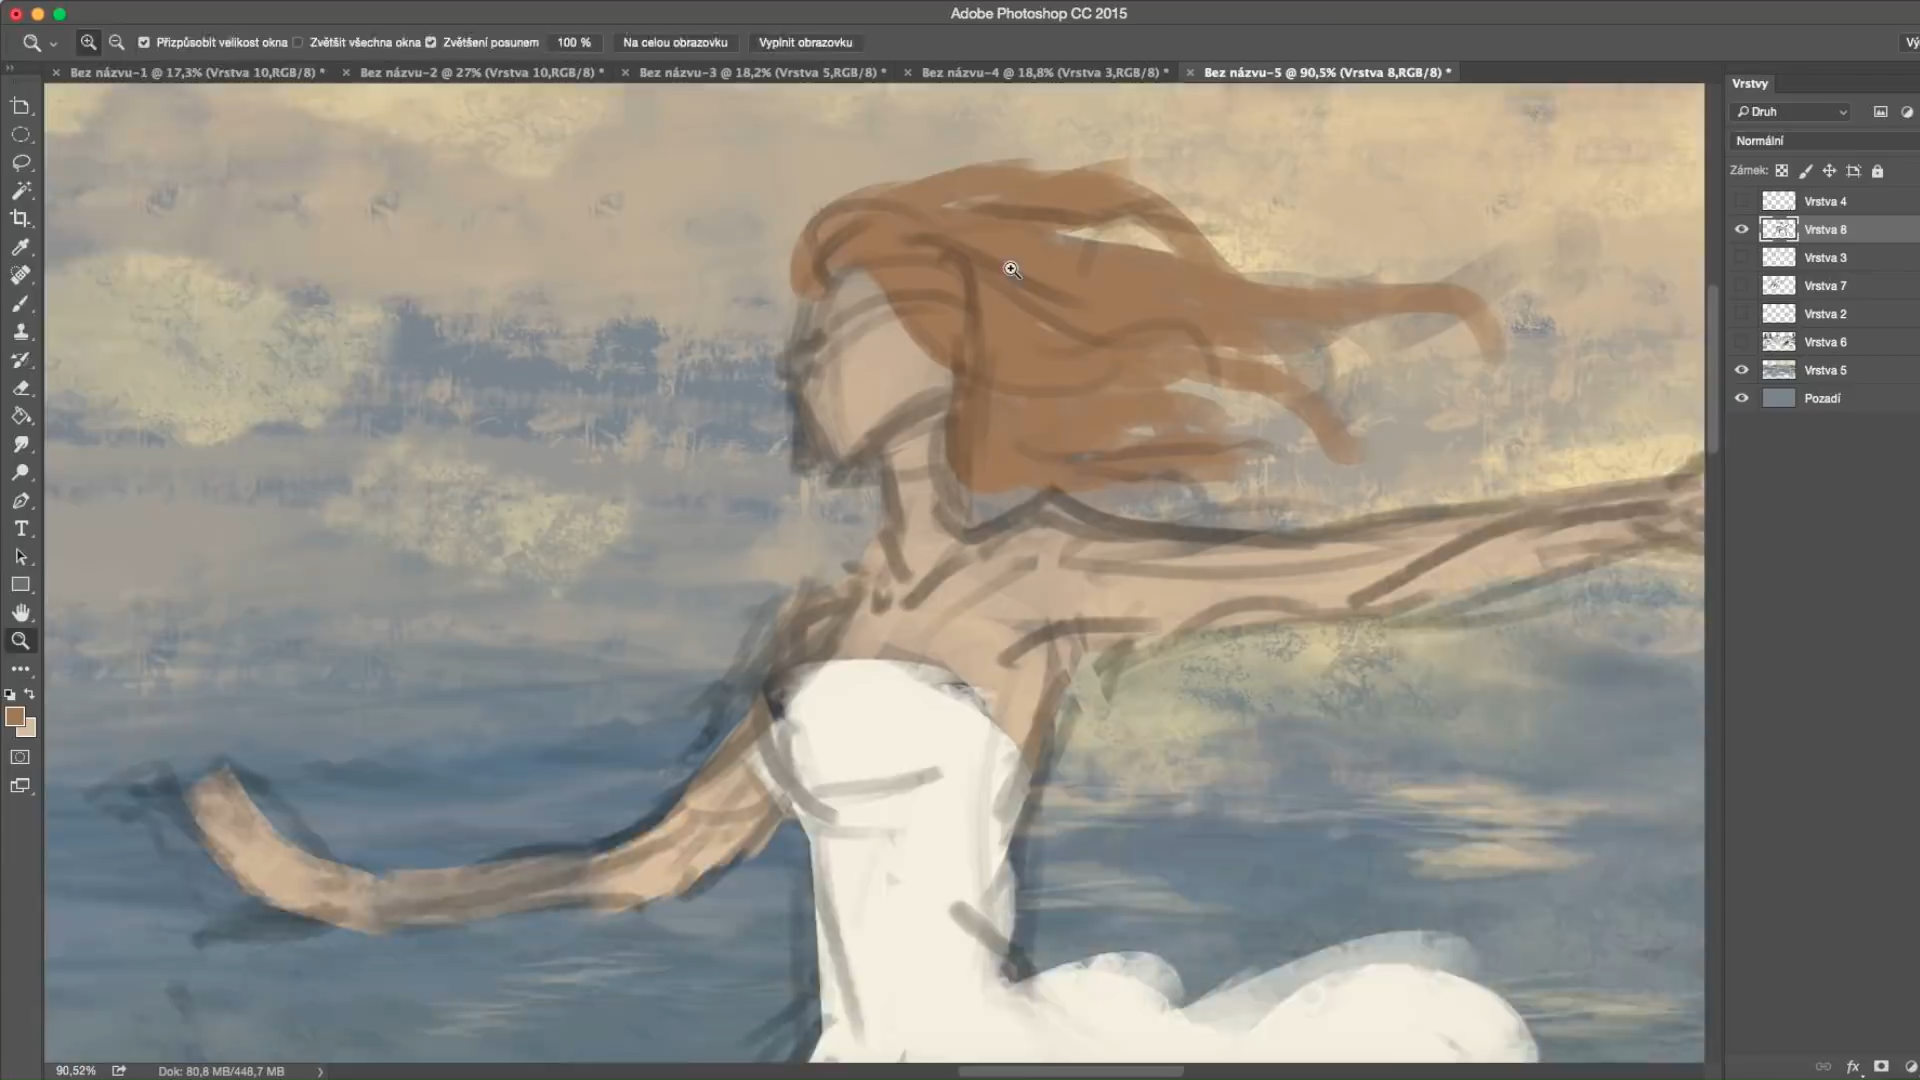 Adobe Photoshop CC 2015
Přizpůsobit velikost okna Zvětšit všechna okna Zvětšení posunem 100 % Na celou obrazovku Vyplnit obrazovku
Bez názvu-1 @ 17,3% (Vrstva 10,RGB/8) * Bez názvu-2 @ 27% (Vrstva 10,RGB/8) * Bez názvu-3 @ 18,2% (Vrstva 5,RGB/8) * Bez názvu-4 @ 18,8% (Vrstva 3,RGB/8) * Bez názvu-5 @ 90,5% (Vrstva 8,RGB/8) *
Vrstvy
Druh
Normální
Zámek:
Vrstva 4
Vrstva 8
Vrstva 3
Vrstva 7
Vrstva 2
Vrstva 6
Vrstva 5
Pozadí
90,52% Dok: 80,8 MB/448,7 MB
fx